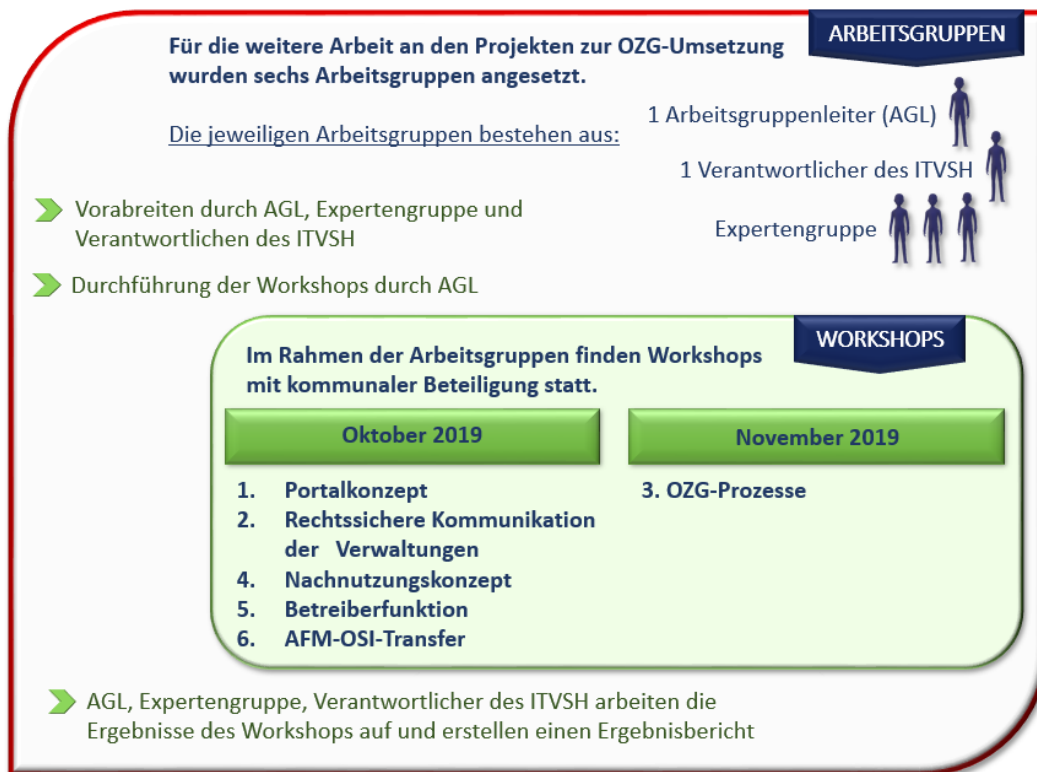 ARBEITSGRUPPEN
Für die weitere Arbeit an den Projekten zur OZG-Umsetzung
wurden sechs Arbeitsgruppen angesetzt.
Die jeweiligen Arbeitsgruppen bestehen aus:
1 Arbeitsgruppenleiter (AGL)
1 Verantwortlicher des ITVSH
Expertengruppe
Vorabreiten durch AGL, Expertengruppe und
Verantwortlichen des ITVSH
Durchführung der Workshops durch AGL
WORKSHOPS
Im Rahmen der Arbeitsgruppen finden Workshops
mit kommunaler Beteiligung statt.
Oktober 2019
1. Portalkonzept
2. Rechtssichere Kommunikation
der Verwaltungen
4. Nachnutzungskonzept
5. Betreiberfunktion
6. AFM-OSI-Transfer
November 2019
3. OZG-Prozesse
AGL, Expertengruppe, Verantwortlicher des ITVSH arbeiten die
Ergebnisse des Workshops auf und erstellen einen Ergebnisbericht